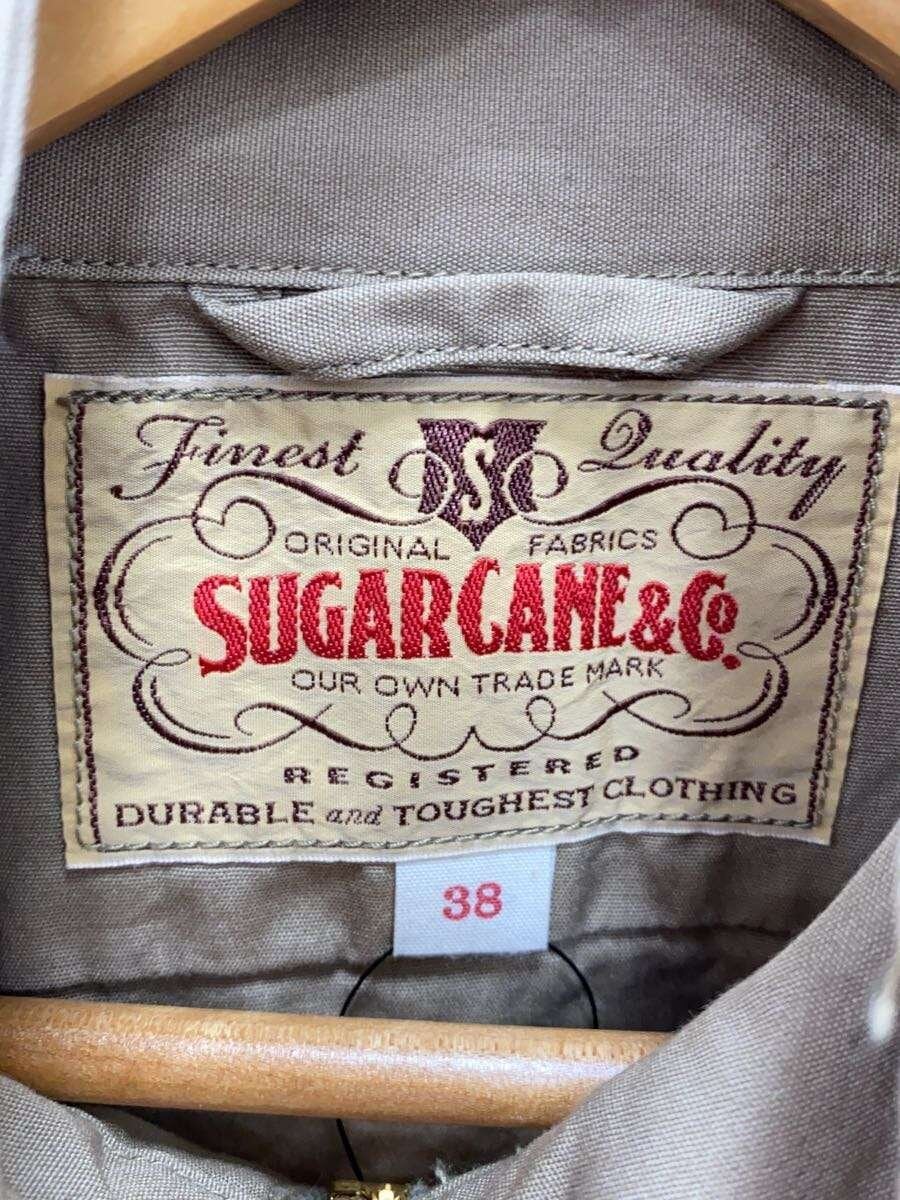 Finest S Quality
ORIGINAL FABRICS
SUGAR CANE & Co.
OUR OWN TRADE MARK
REGISTERED
DURABLE and TOUGHEST CLOTHING
38